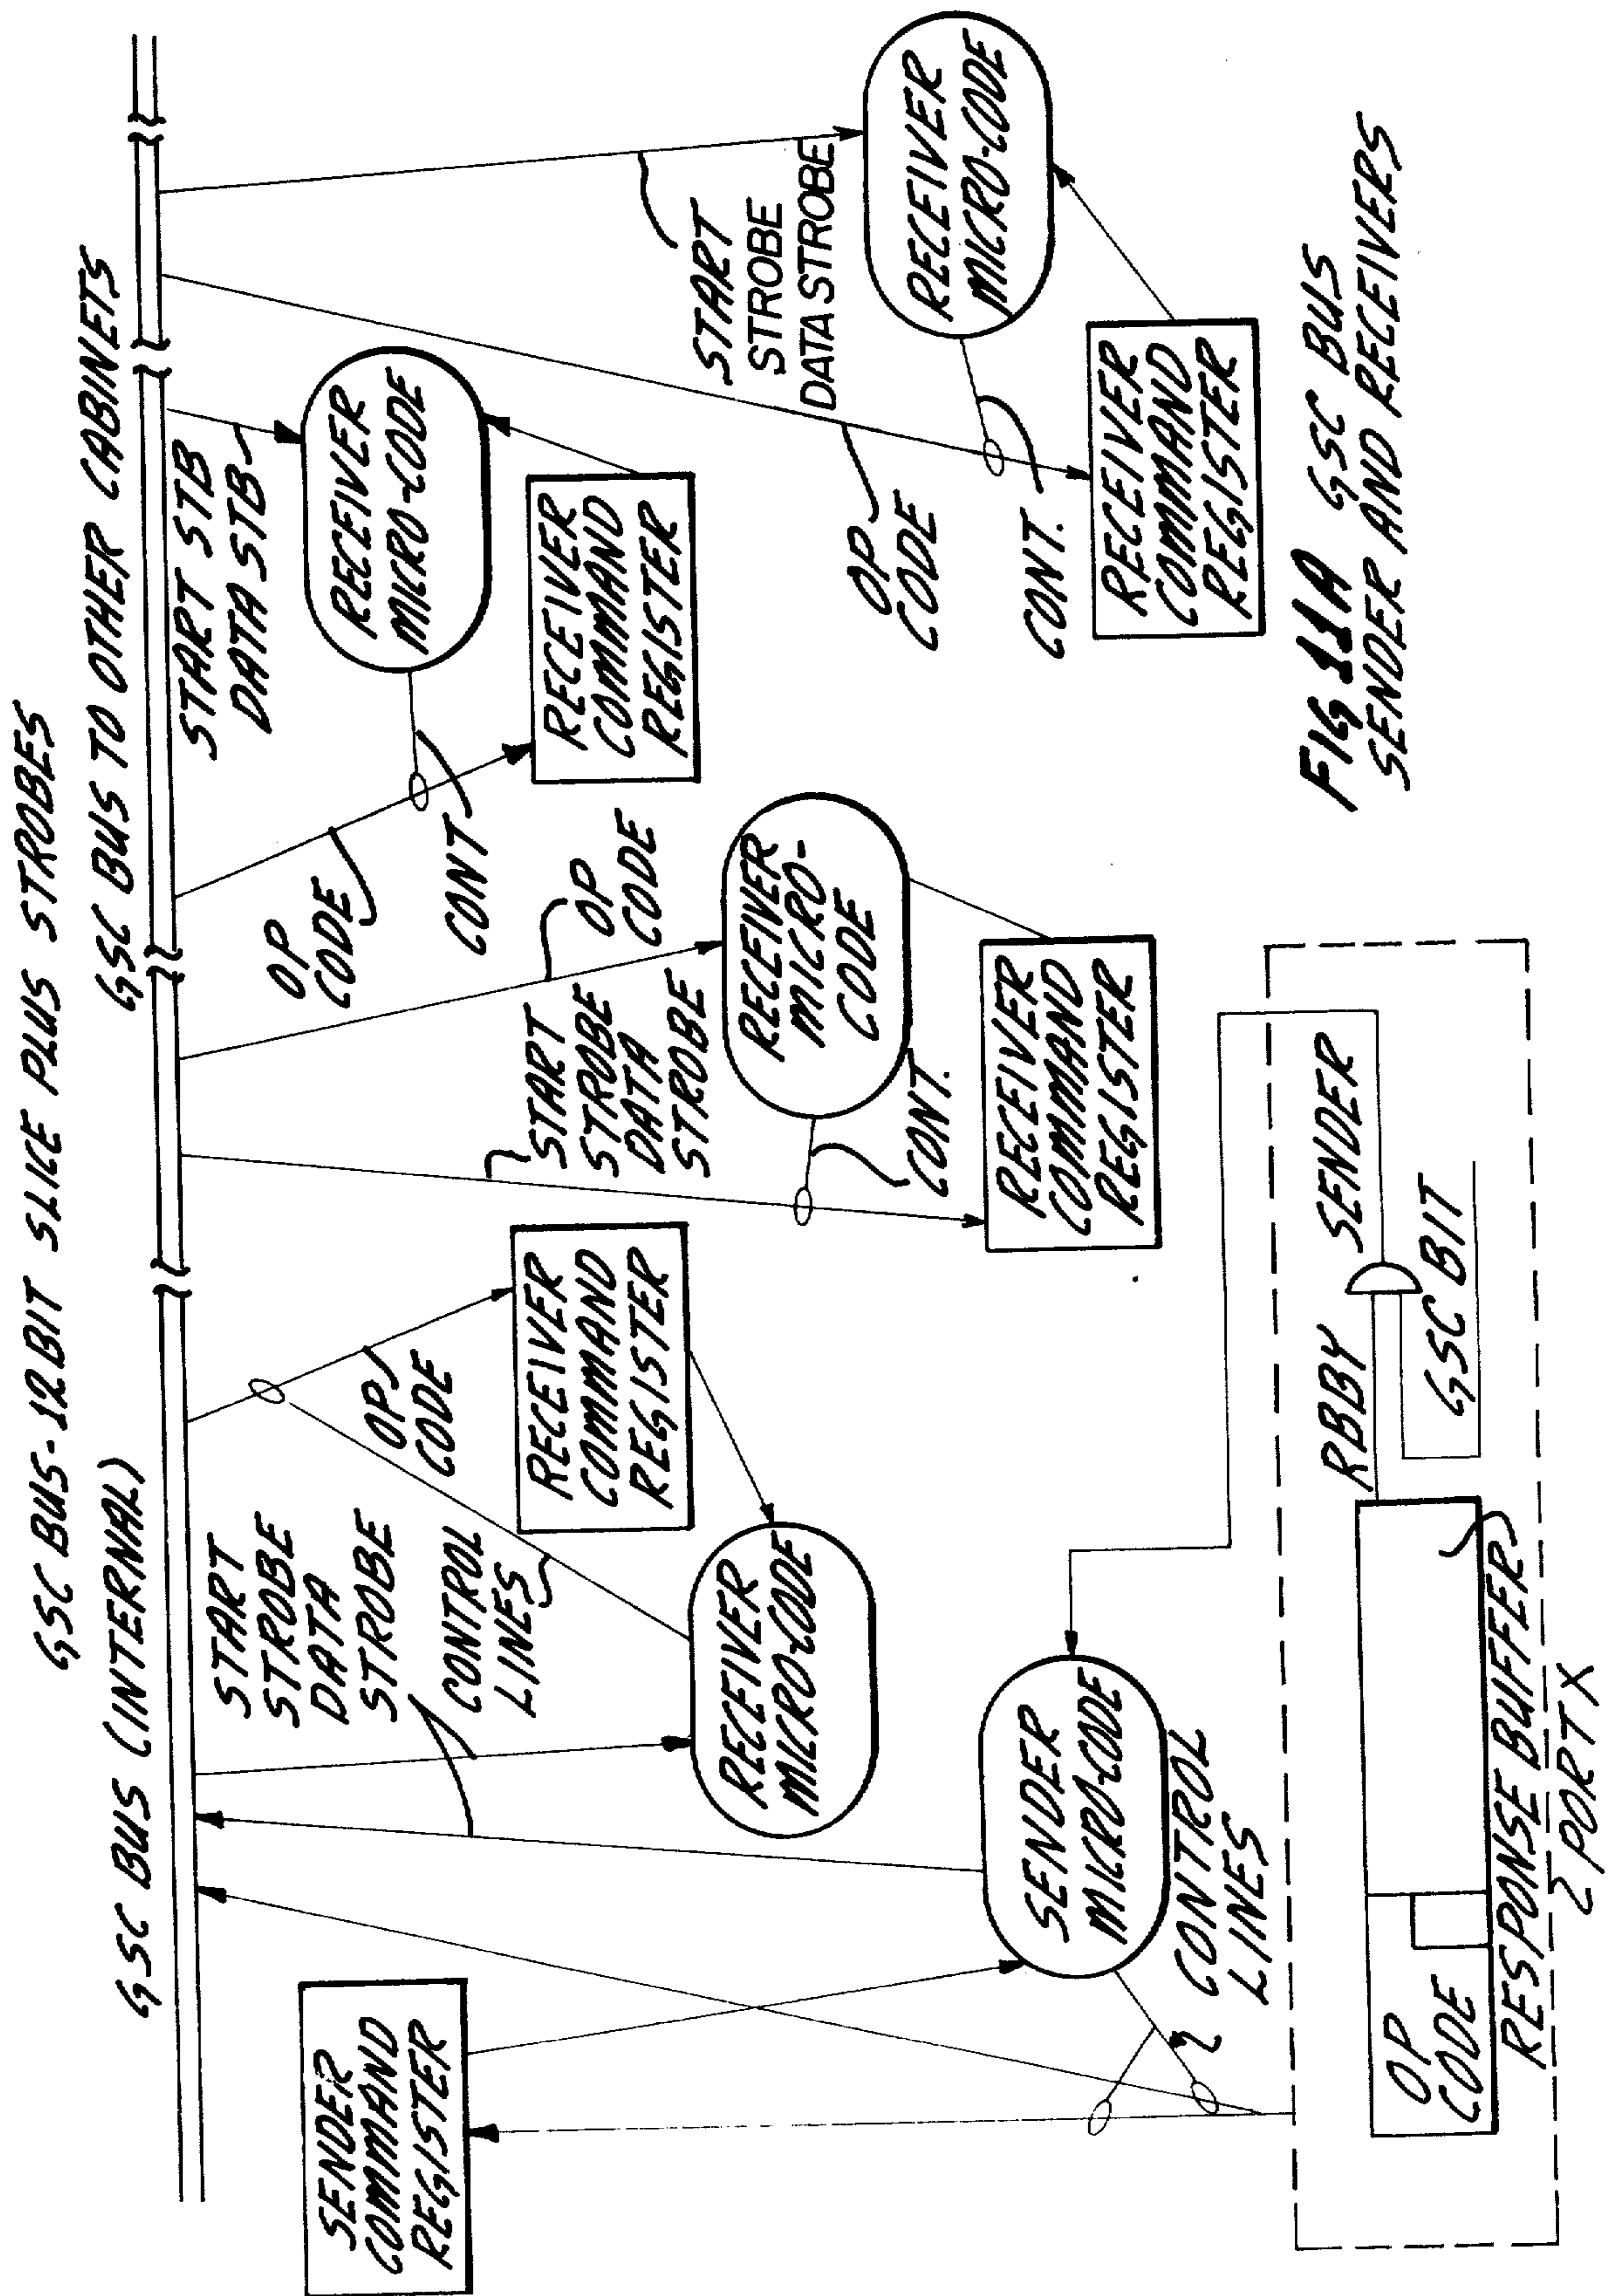 GSC BUS-12 BIT SLICE PLUS STROBES
GSC BUS (INTERNAL)
GSC BUS TO OTHER CABINETS
SENDER
COMMAND
REGISTER
START
STROBE
DATA
STROBE
CONTROL
LINES
OP
CODE
RECEIVER
COMMAND
REGISTER
RECEIVER
MICRO-CODE
SENDER
MICRO-CODE
CONTROL
LINES
START
STROBE
DATA
STROBE
OP
CODE
RECEIVER
MICRO-
CODE
CONT.
RECEIVER
COMMAND
REGISTER
OP
CODE
CONT
START STB
DATA STB
RECEIVER
MICRO-CODE
RECEIVER
COMMAND
REGISTER
START
STROBE
DATA STROBE
OP
CODE
CONT.
RECEIVER
MICRO-CODE
RECEIVER
COMMAND
REGISTER
OP
CODE
RESPONSE BUFFER
2 PORT X
RBBY
SENDER
GSC BIT
FIG 11A GSC BUS
SENDER AND RECEIVERS